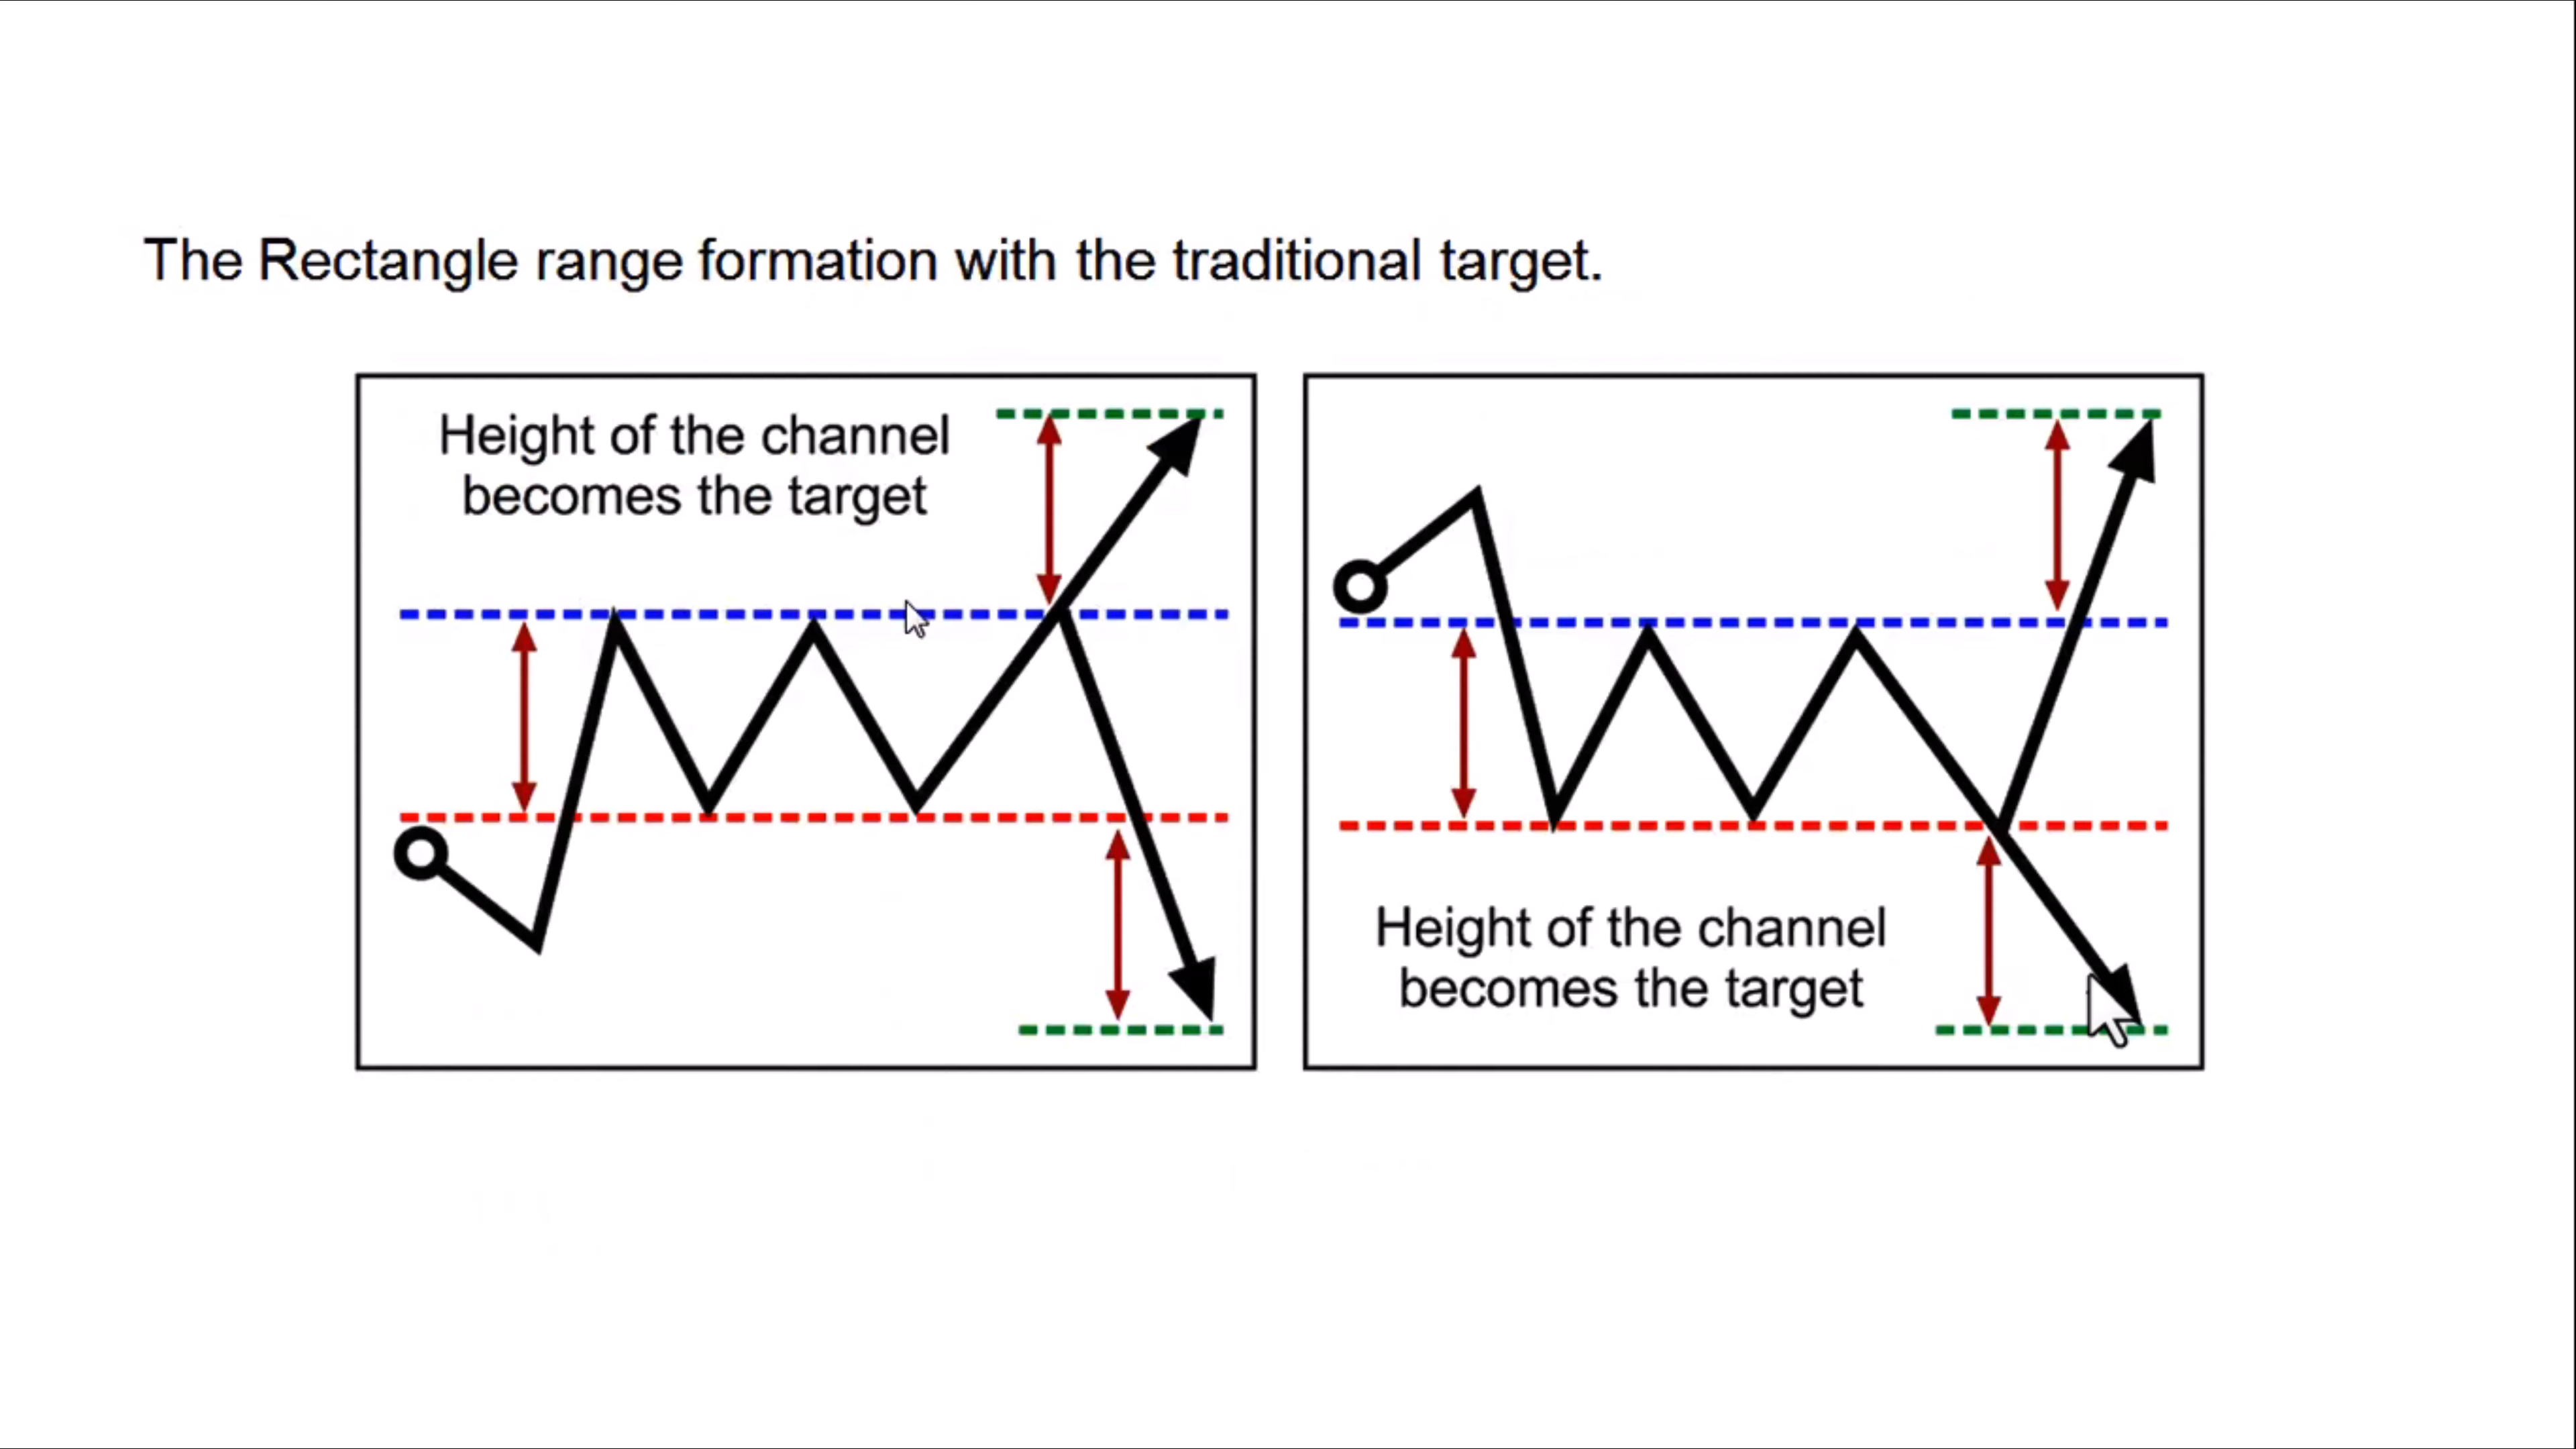 The Rectangle range formation with the traditional target.
Height of the channel
becomes the target
Height of the channel
becomes the target